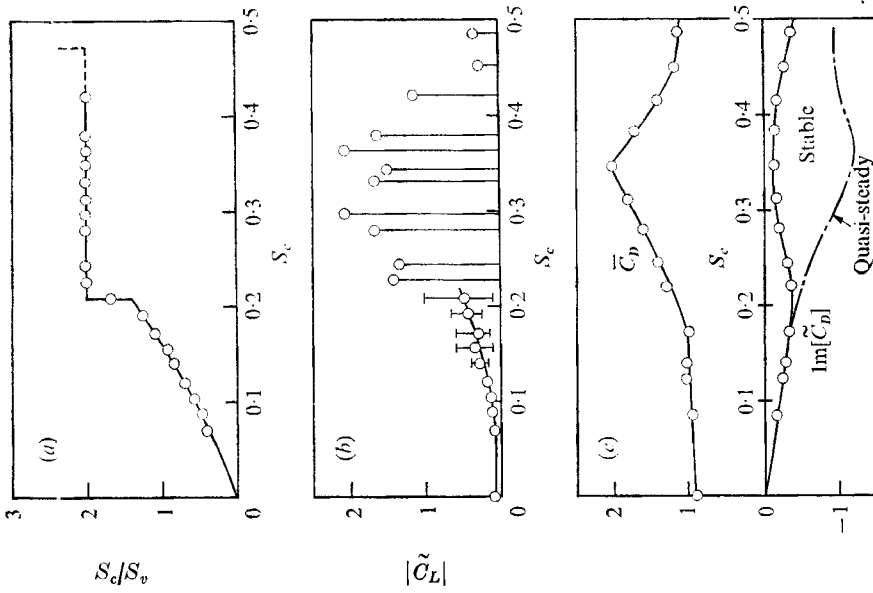 3
2
1
0
(a)
0·1
0·2
0·3
0·4
0·5
S_c
S_c/S_v
2
1
0
(b)
0·1
0·2
0·3
0·4
0·5
S_c
|C̃_L|
2
1
0
−1
(c)
C̄_D
0·1
0·2
0·3
0·4
0·5
S_c
Im[C̃_D]
Stable
Quasi-steady